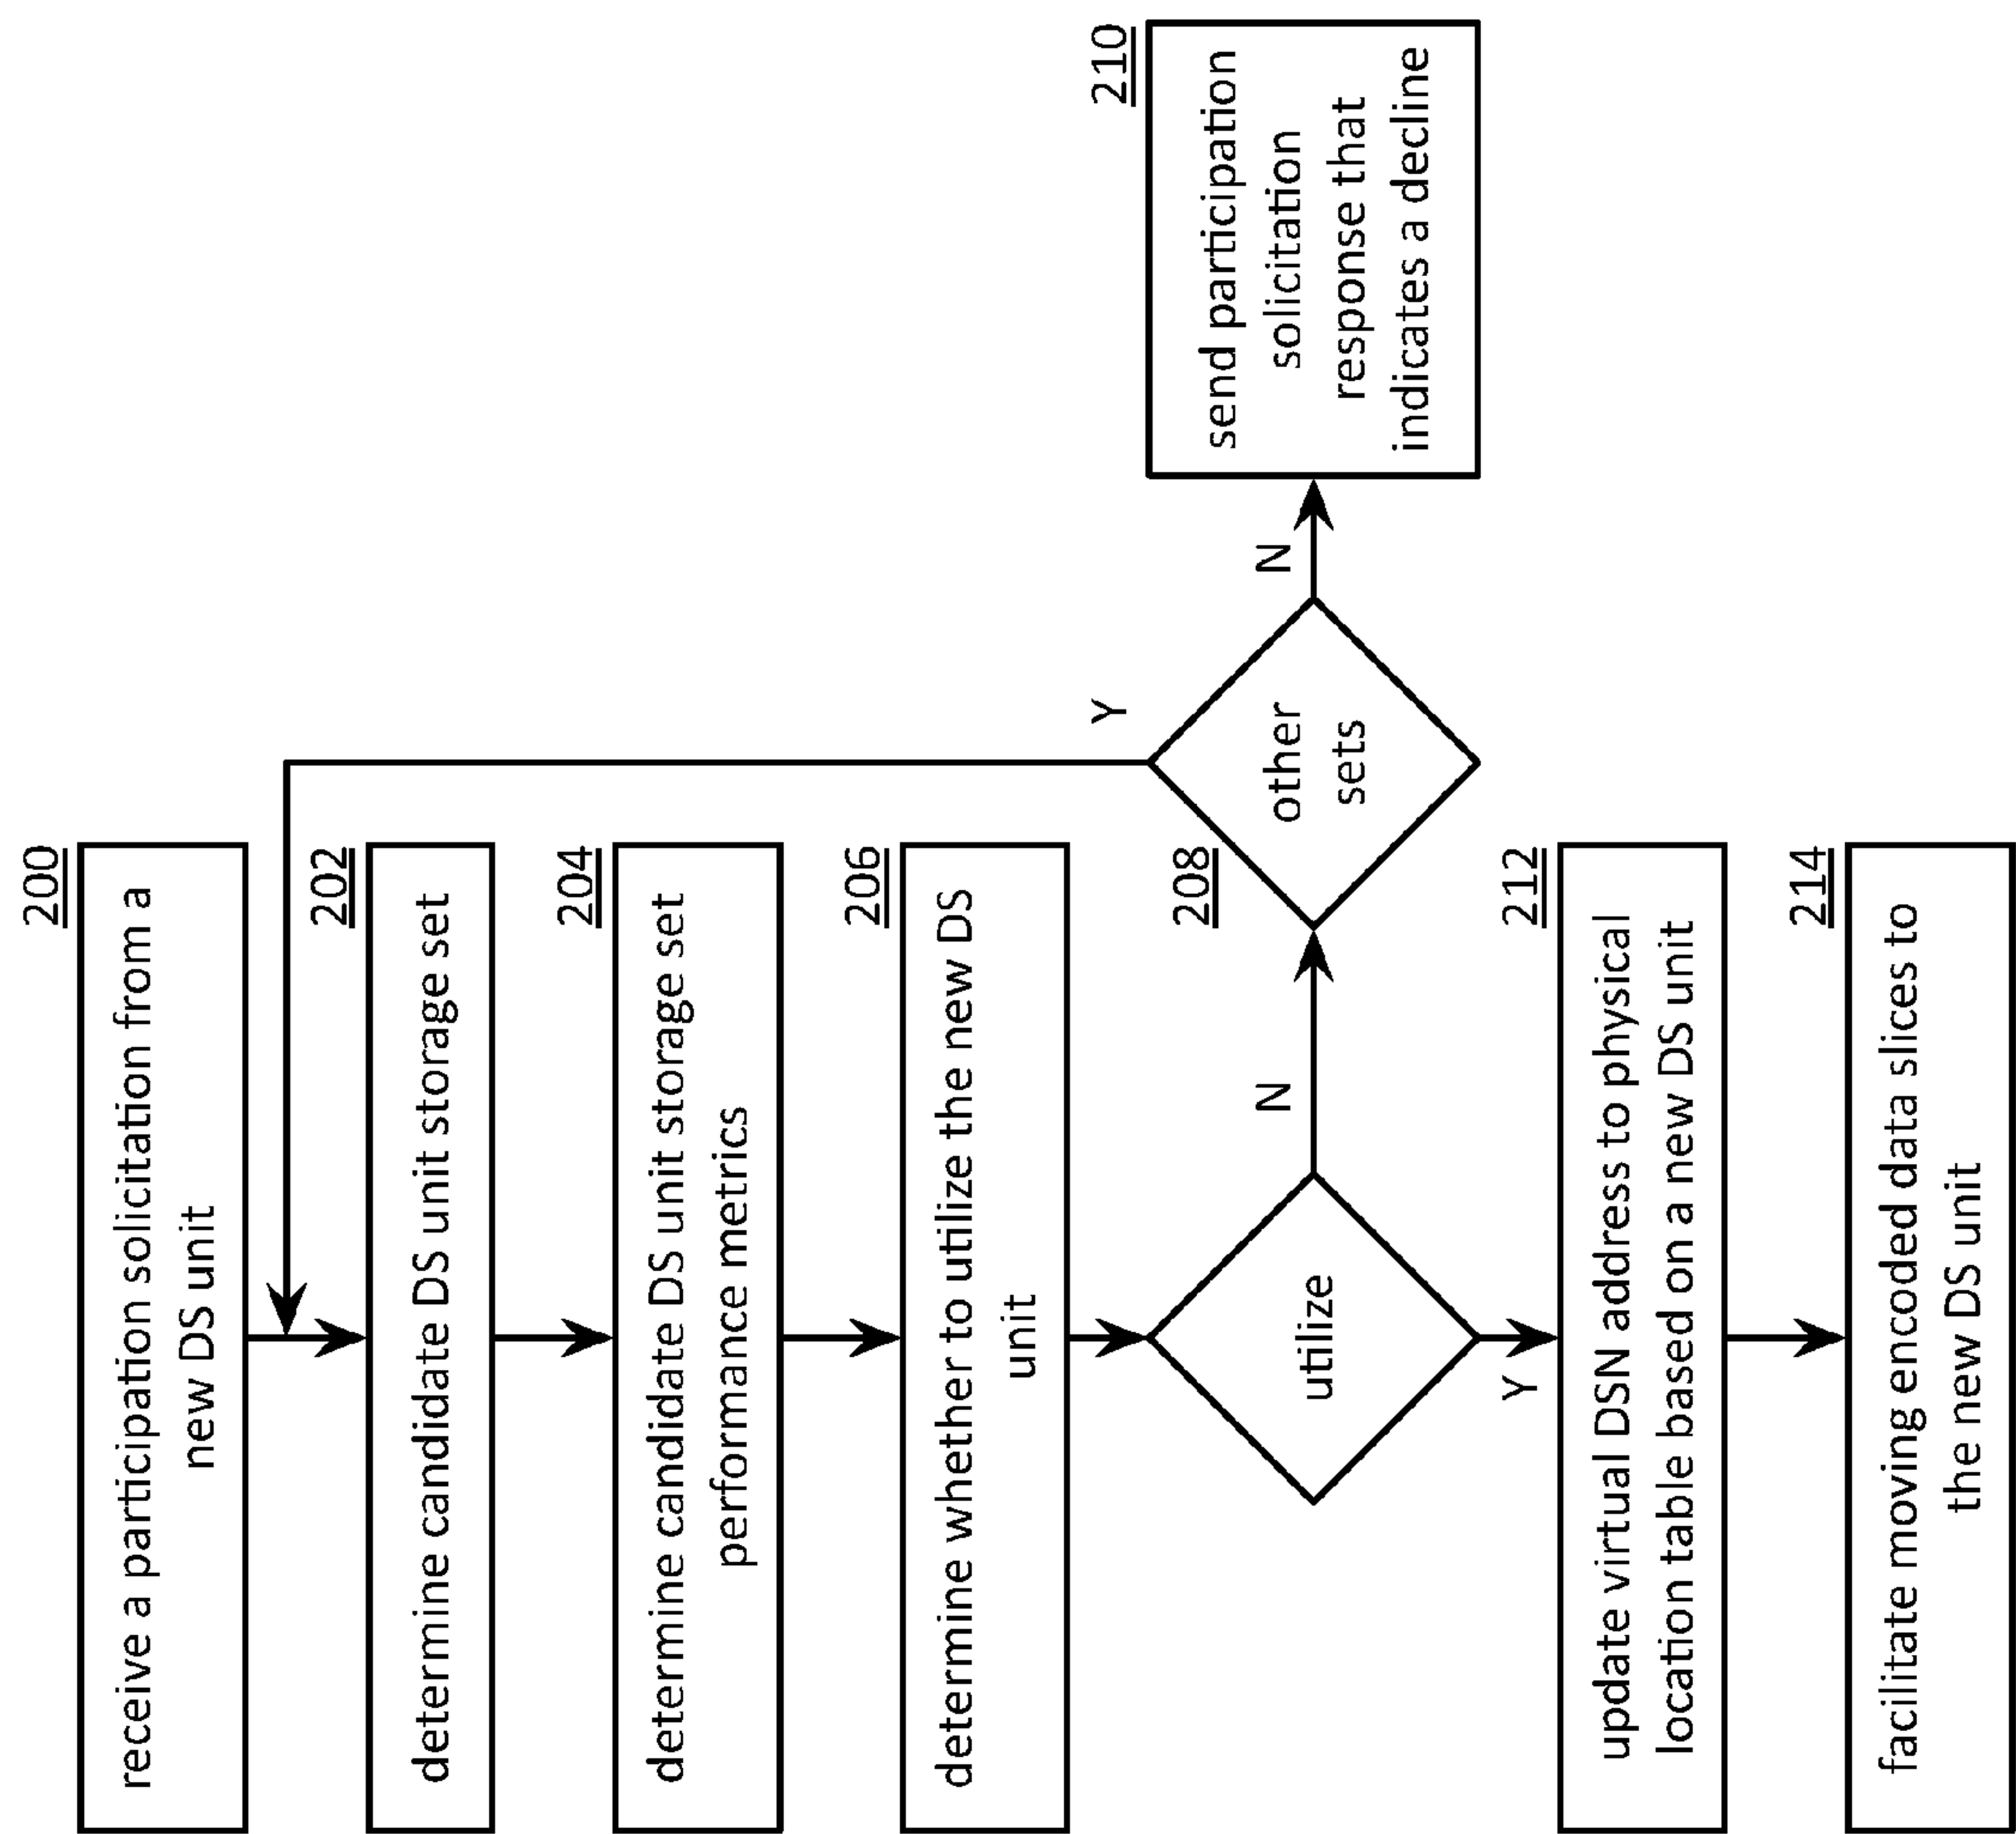 200
receive a participation solicitation from a
new DS unit
202
determine candidate DS unit storage set
204
determine candidate DS unit storage set
performance metrics
206
determine whether to utilize the new DS
unit
utilize
N
Y
208
other
sets
Y
N
210
send participation
solicitation
response that
indicates a decline
212
update virtual DSN address to physical
location table based on a new DS unit
214
facilitate moving encoded data slices to
the new DS unit